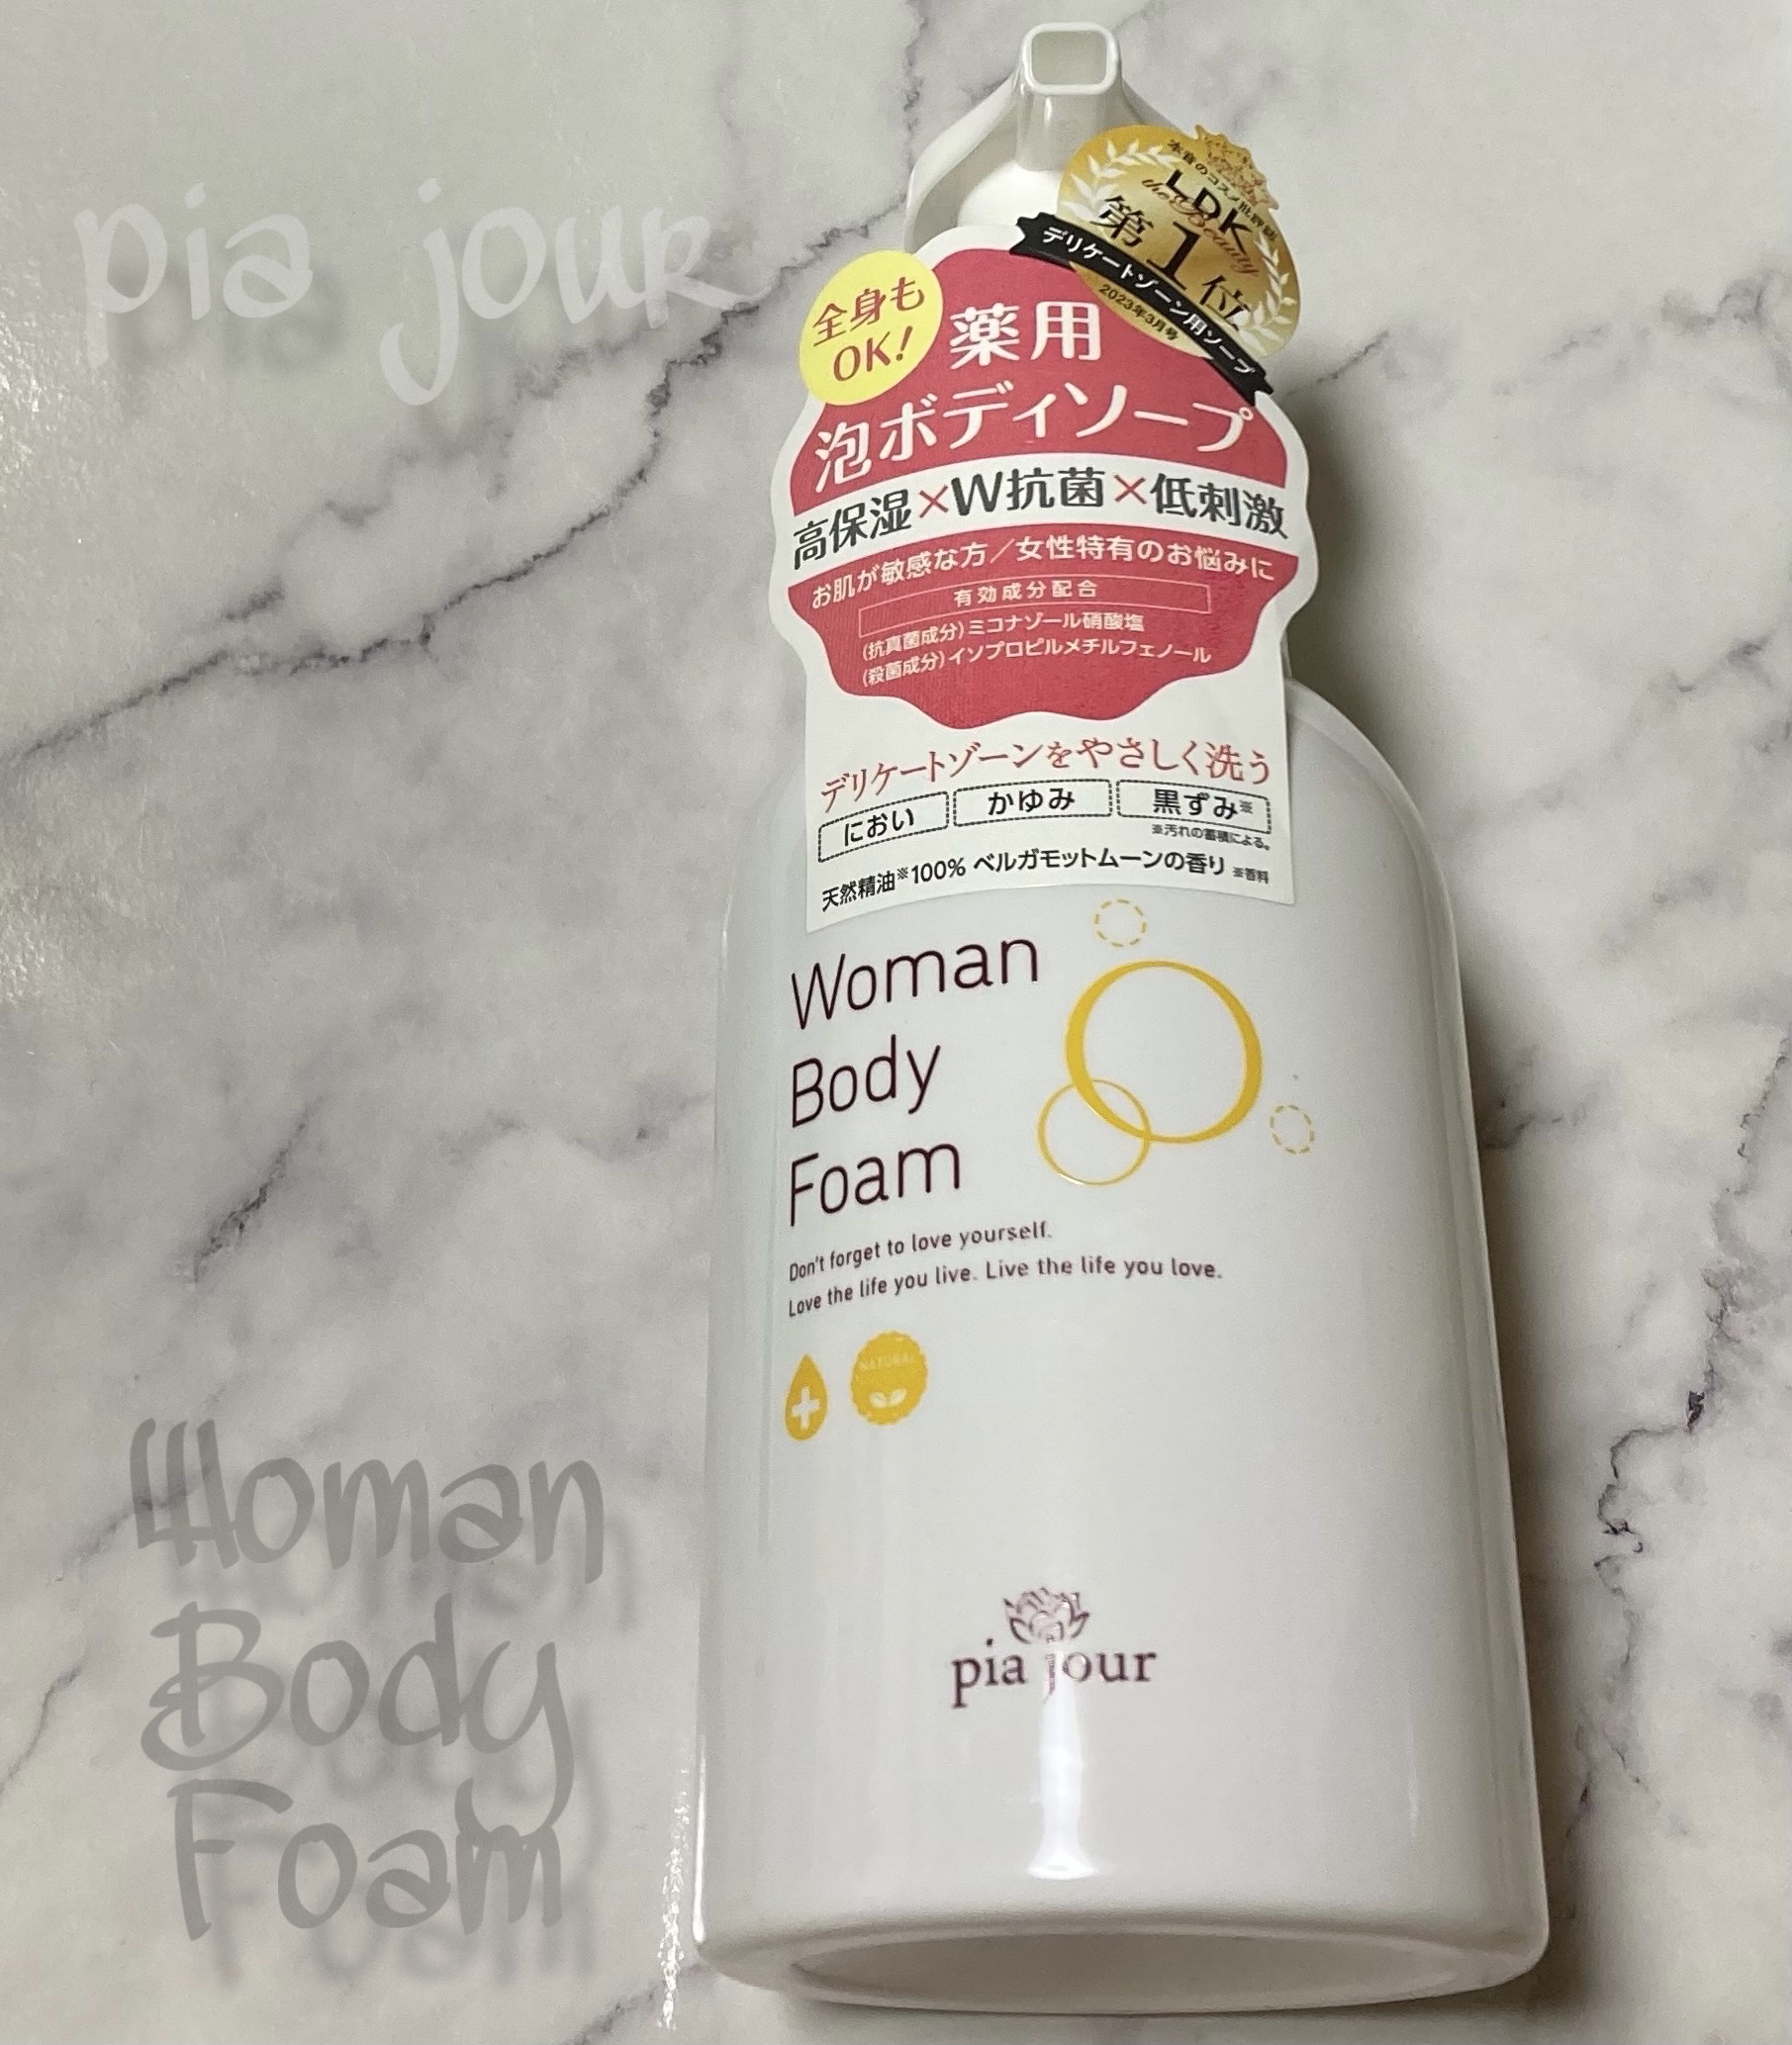 pia jour
本音のコスメ批評誌
LDK
the Beauty
第1位
デリケートゾーン用ソープ
2023年3月号
全身も
OK!
薬用
泡ボディソープ
高保湿×W抗菌×低刺激
お肌が敏感な方／女性特有のお悩みに
有効成分配合
(抗真菌成分)ミコナゾール硝酸塩
(殺菌成分)イソプロピルメチルフェノール
デリケートゾーンをやさしく洗う
におい かゆみ 黒ずみ※
※汚れの蓄積による。
天然精油※100% ベルガモットムーンの香り ※香料
Woman
Body
Foam
Don't forget to love yourself.
Love the life you live. Live the life you love.
NATURAL
pia jour
Woman
Body
Foam